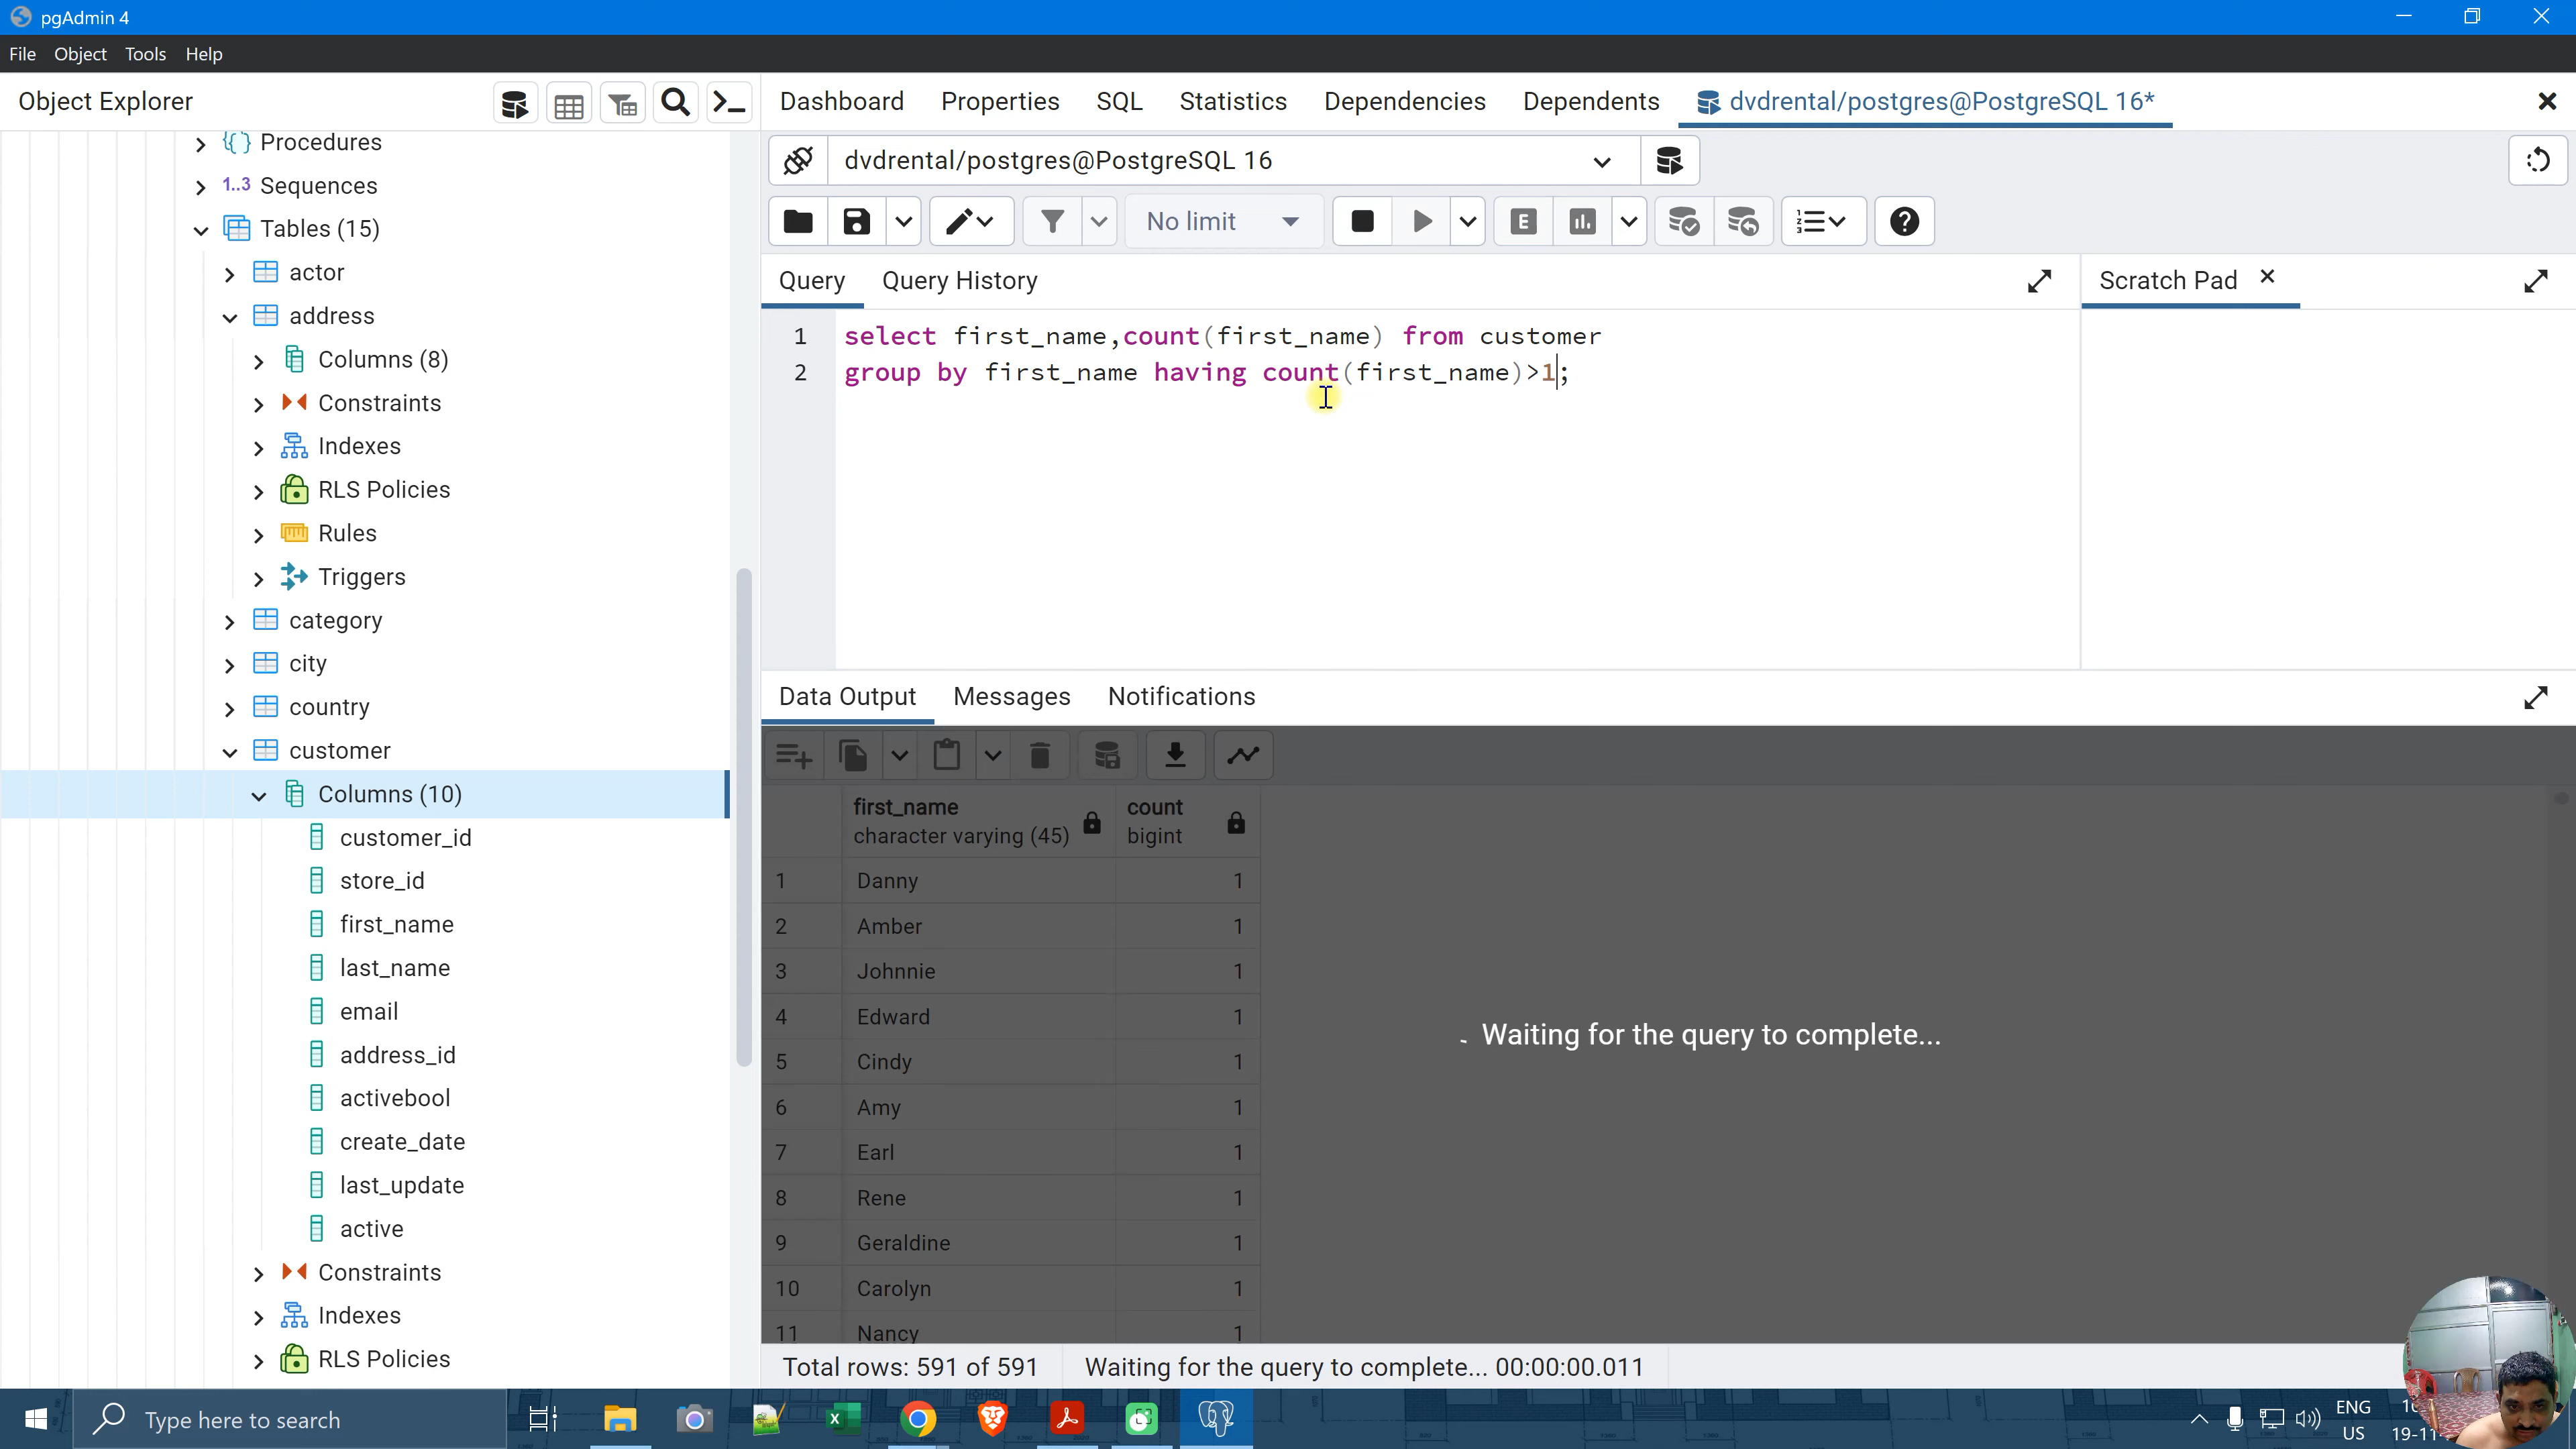 pgAdmin 4
File Object Tools Help
Object Explorer
Dashboard Properties SQL Statistics Dependencies Dependents dvdrental/postgres@PostgreSQL 16*
Procedures
1..3 Sequences
Tables (15)
actor
address
Columns (8)
Constraints
Indexes
RLS Policies
Rules
Triggers
category
city
country
customer
Columns (10)
customer_id
store_id
first_name
last_name
email
address_id
activebool
create_date
last_update
active
Constraints
Indexes
RLS Policies
dvdrental/postgres@PostgreSQL 16
No limit
Query Query History
Scratch Pad
1 select first_name,count(first_name) from customer
2 group by first_name having count(first_name)>1;
Data Output Messages Notifications
first_name count
character varying (45) bigint
1 Danny 1
2 Amber 1
3 Johnnie 1
4 Edward 1
5 Cindy 1
6 Amy 1
7 Earl 1
8 Rene 1
9 Geraldine 1
10 Carolyn 1
11 Nancy 1
Waiting for the query to complete...
Total rows: 591 of 591 Waiting for the query to complete... 00:00:00.011
Type here to search
ENG
US